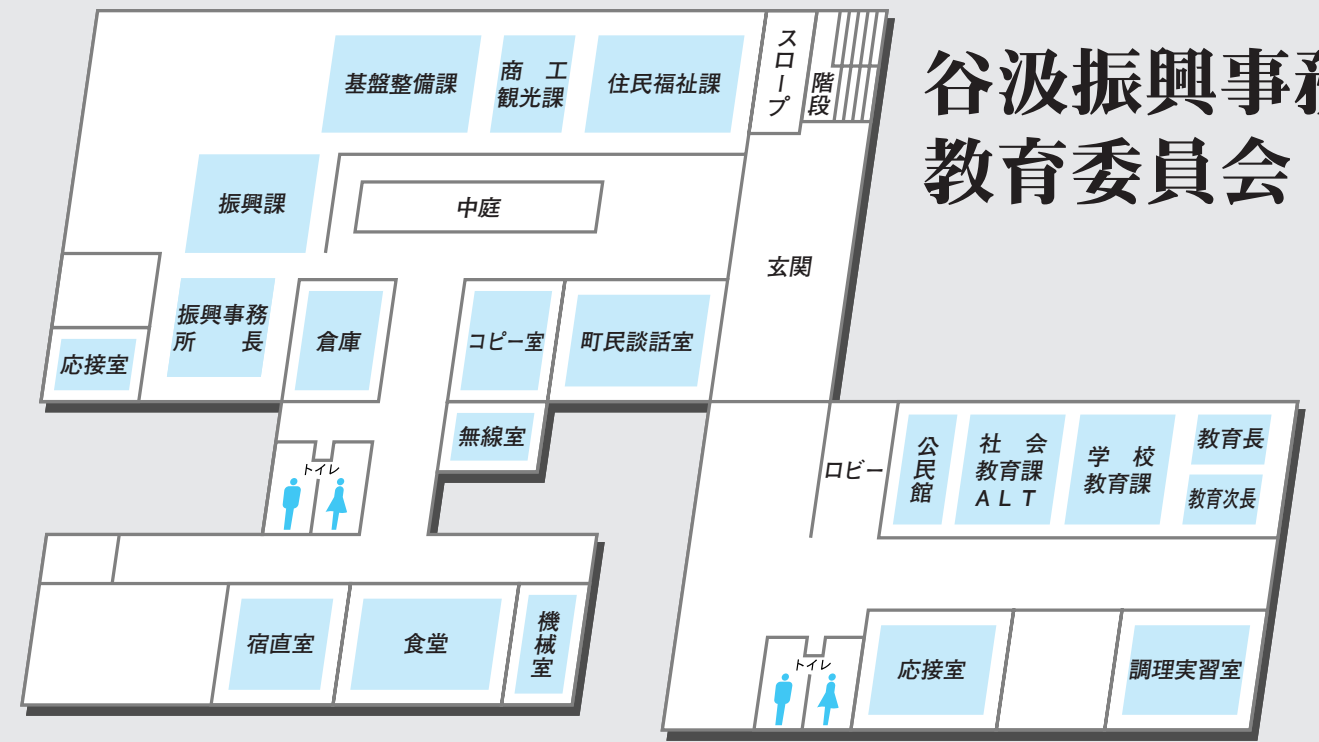 谷汲振興事務
教育委員会
スロープ
階段
基盤整備課
商工
観光課
住民福祉課
振興課
中庭
玄関
振興事務
所長
倉庫
コピー室
町民談話室
応接室
無線室
トイレ
ロビー
公民館
社会
教育課
ALT
学校
教育課
教育長
教育次長
宿直室
食堂
機械室
トイレ
応接室
調理実習室